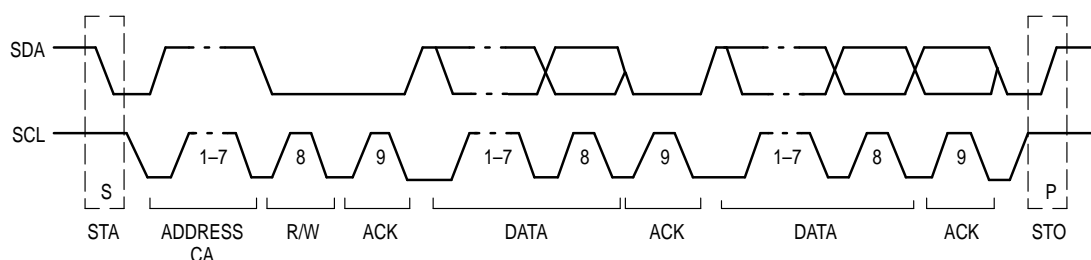 SDA
SCL
1–7 8 9 1–7 8 9 1–7 8 9
S P
STA ADDRESS R/W ACK DATA ACK DATA ACK STO
CA